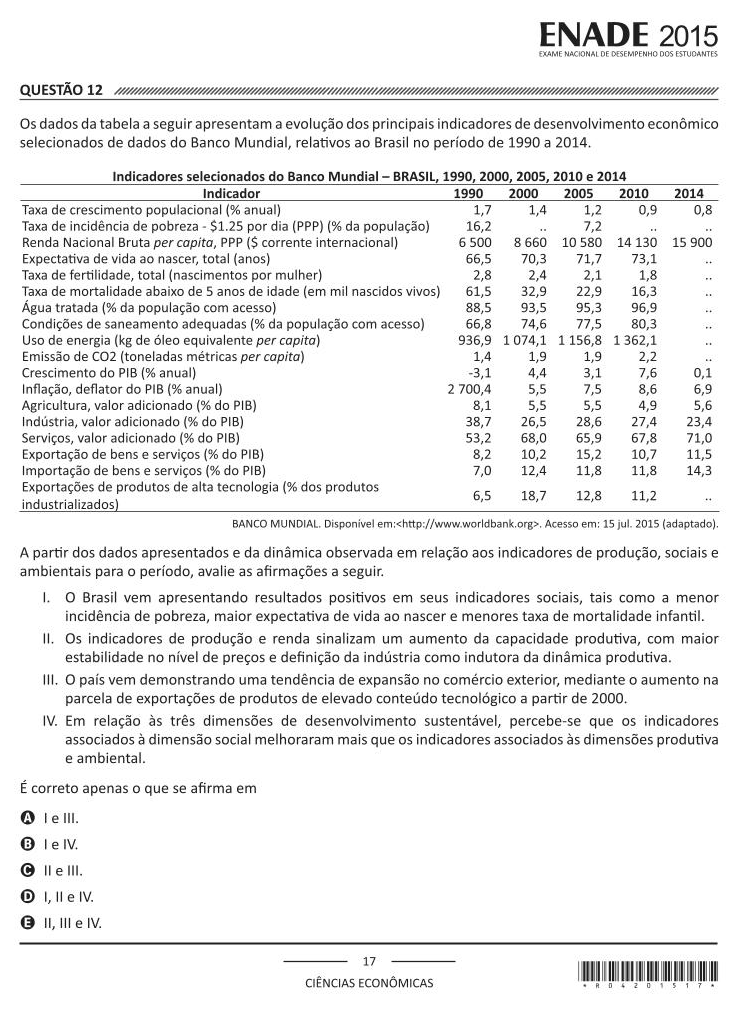 ENADE 2015
EXAME NACIONAL DE DESEMPENHO DOS ESTUDANTES
QUESTÃO 12
Os dados da tabela a seguir apresentam a evolução dos principais indicadores de desenvolvimento econômico
selecionados de dados do Banco Mundial, relativos ao Brasil no período de 1990 a 2014.
Indicadores selecionados do Banco Mundial – BRASIL, 1990, 2000, 2005, 2010 e 2014
Indicador 1990 2000 2005 2010 2014
Taxa de crescimento populacional (% anual) 1,7 1,4 1,2 0,9 0,8
Taxa de incidência de pobreza - $1.25 por dia (PPP) (% da população) 16,2 .. 7,2 .. ..
Renda Nacional Bruta per capita, PPP ($ corrente internacional) 6 500 8 660 10 580 14 130 15 900
Expectativa de vida ao nascer, total (anos) 66,5 70,3 71,7 73,1 ..
Taxa de fertilidade, total (nascimentos por mulher) 2,8 2,4 2,1 1,8 ..
Taxa de mortalidade abaixo de 5 anos de idade (em mil nascidos vivos) 61,5 32,9 22,9 16,3 ..
Água tratada (% da população com acesso) 88,5 93,5 95,3 96,9 ..
Condições de saneamento adequadas (% da população com acesso) 66,8 74,6 77,5 80,3 ..
Uso de energia (kg de óleo equivalente per capita) 936,9 1 074,1 1 156,8 1 362,1 ..
Emissão de CO2 (toneladas métricas per capita) 1,4 1,9 1,9 2,2 ..
Crescimento do PIB (% anual) -3,1 4,4 3,1 7,6 0,1
Inflação, deflator do PIB (% anual) 2 700,4 5,5 7,5 8,6 6,9
Agricultura, valor adicionado (% do PIB) 8,1 5,5 5,5 4,9 5,6
Indústria, valor adicionado (% do PIB) 38,7 26,5 28,6 27,4 23,4
Serviços, valor adicionado (% do PIB) 53,2 68,0 65,9 67,8 71,0
Exportação de bens e serviços (% do PIB) 8,2 10,2 15,2 10,7 11,5
Importação de bens e serviços (% do PIB) 7,0 12,4 11,8 11,8 14,3
Exportações de produtos de alta tecnologia (% dos produtos
industrializados) 6,5 18,7 12,8 11,2 ..
BANCO MUNDIAL. Disponível em:<http://www.worldbank.org>. Acesso em: 15 jul. 2015 (adaptado).
A partir dos dados apresentados e da dinâmica observada em relação aos indicadores de produção, sociais e
ambientais para o período, avalie as afirmações a seguir.
I. O Brasil vem apresentando resultados positivos em seus indicadores sociais, tais como a menor
incidência de pobreza, maior expectativa de vida ao nascer e menores taxa de mortalidade infantil.
II. Os indicadores de produção e renda sinalizam um aumento da capacidade produtiva, com maior
estabilidade no nível de preços e definição da indústria como indutora da dinâmica produtiva.
III. O país vem demonstrando uma tendência de expansão no comércio exterior, mediante o aumento na
parcela de exportações de produtos de elevado conteúdo tecnológico a partir de 2000.
IV. Em relação às três dimensões de desenvolvimento sustentável, percebe-se que os indicadores
associados à dimensão social melhoraram mais que os indicadores associados às dimensões produtiva
e ambiental.
É correto apenas o que se afirma em
A I e III.
B I e IV.
C II e III.
D I, II e IV.
E II, III e IV.
17
CIÊNCIAS ECONÔMICAS
* R 0 4 2 0 1 5 1 7 *